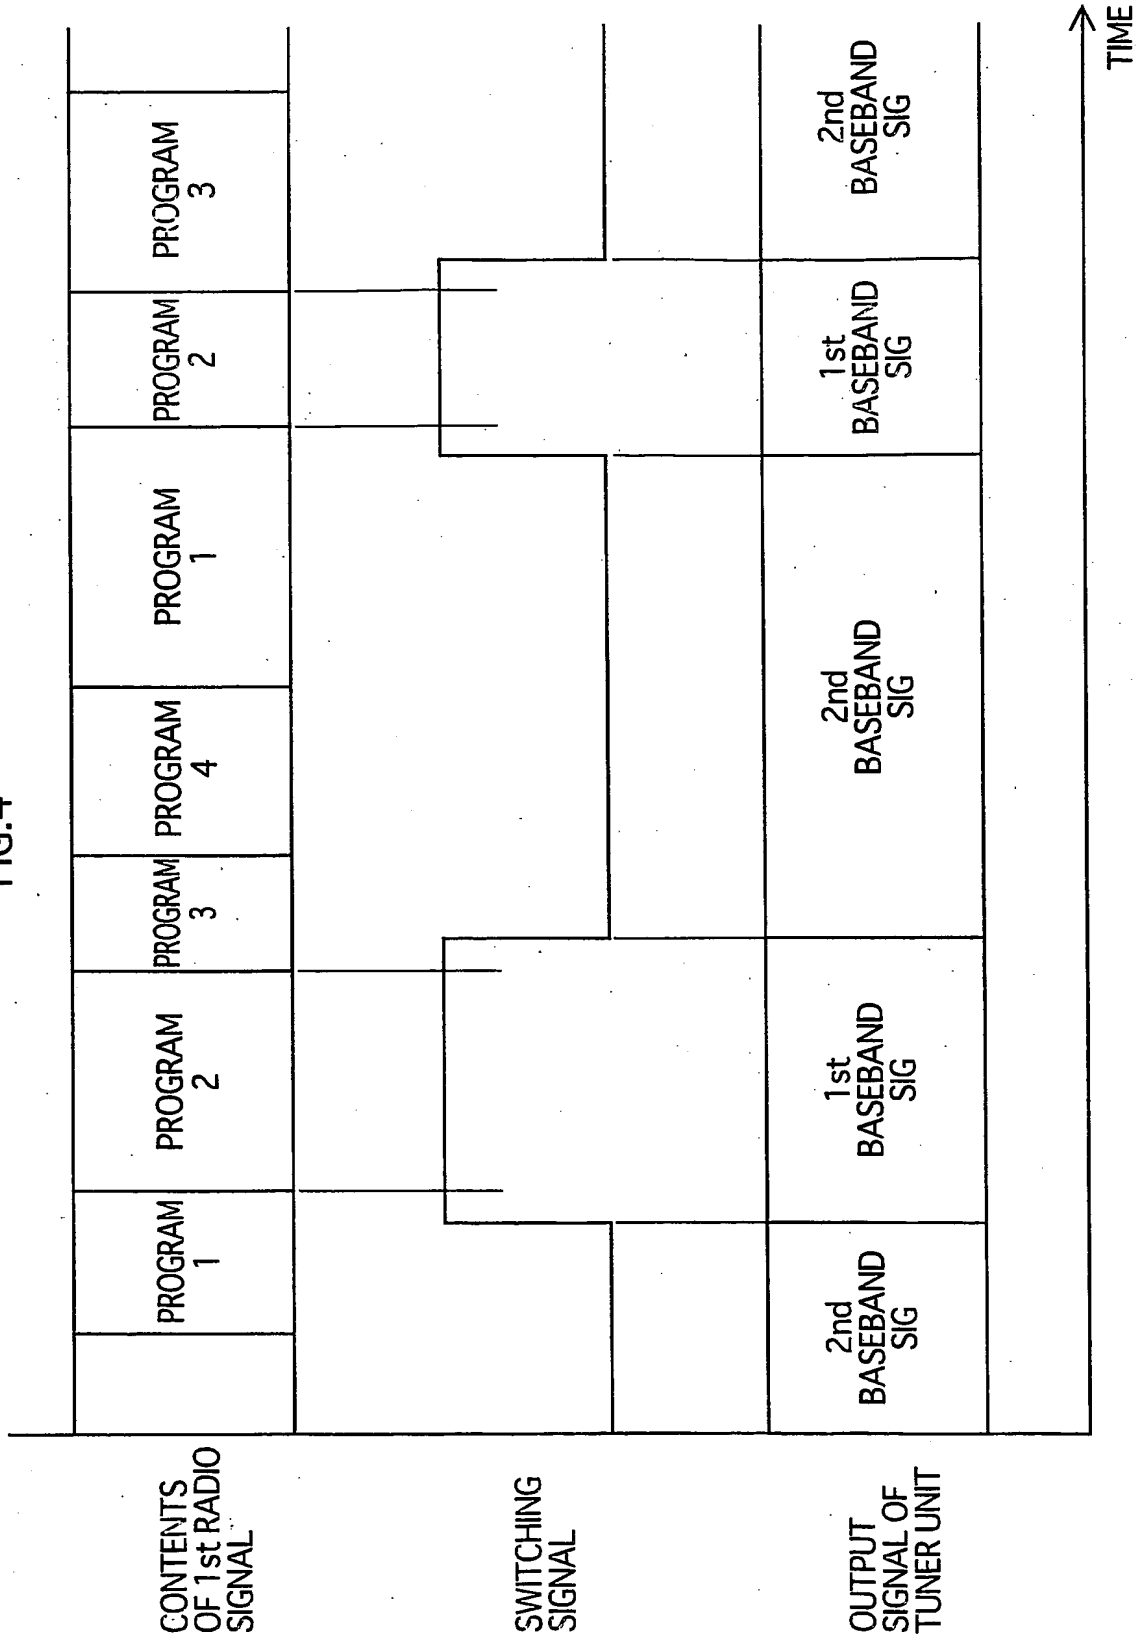 FIG.4
CONTENTS
OF 1st RADIO
SIGNAL
PROGRAM
1
PROGRAM
2
PROGRAM
3
PROGRAM
4
PROGRAM
1
PROGRAM
2
PROGRAM
3
SWITCHING
SIGNAL
OUTPUT
SIGNAL OF
TUNER UNIT
2nd
BASEBAND
SIG
1st
BASEBAND
SIG
2nd
BASEBAND
SIG
1st
BASEBAND
SIG
2nd
BASEBAND
SIG
TIME